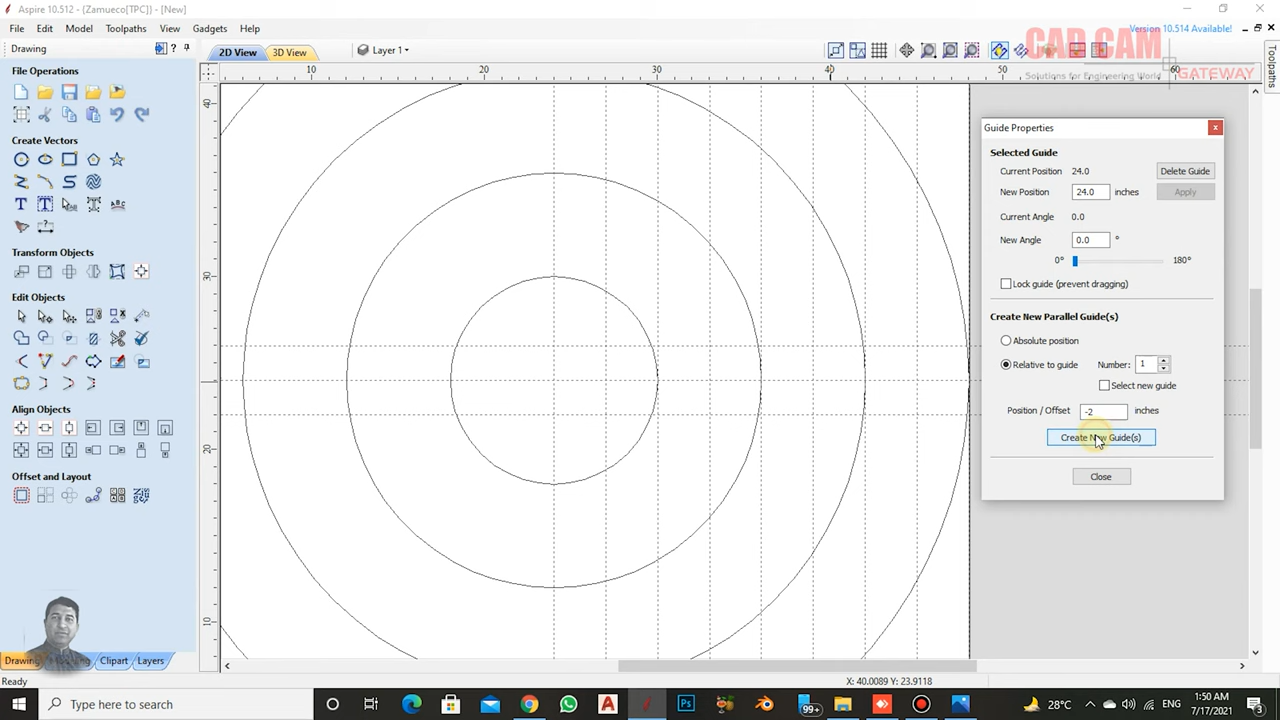 Aspire 10.512 - {Zamueco[TPC]} - [New]
File Edit Model Toolpaths View Gadgets Help
Version 10.514 Available!
CAD CAM
Solutions for Engineering World
GATEWAY
Drawing
2D View
3D View
Layer 1
Toolpaths
File Operations
Create Vectors
Transform Objects
Edit Objects
Align Objects
Offset and Layout
10 20 30 40 50 60
40
30
20
10
Guide Properties
Selected Guide
Current Position 24.0
Delete Guide
New Position 24.0 inches
Apply
Current Angle 0.0
New Angle 0.0 °
0° 180°
Lock guide (prevent dragging)
Create New Parallel Guide(s)
Absolute position
Relative to guide Number: 1
Select new guide
Position / Offset -2 inches
Create New Guide(s)
Close
Drawing
Clipart
Layers
Ready
X: 40.0089 Y: 23.9118
Type here to search
99+
28°C
ENG
1:50 AM
7/17/2021
3